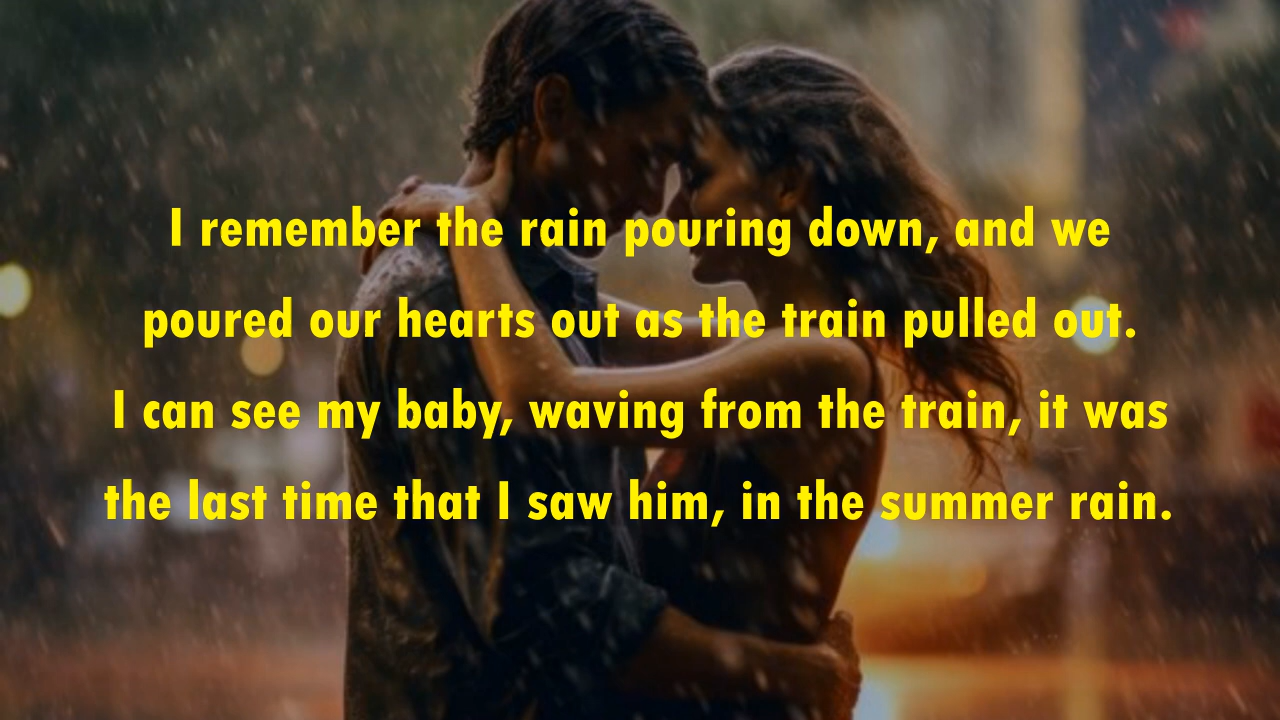 I remember the rain pouring down, and we
poured our hearts out as the train pulled out.
I can see my baby, waving from the train, it was
the last time that I saw him, in the summer rain.